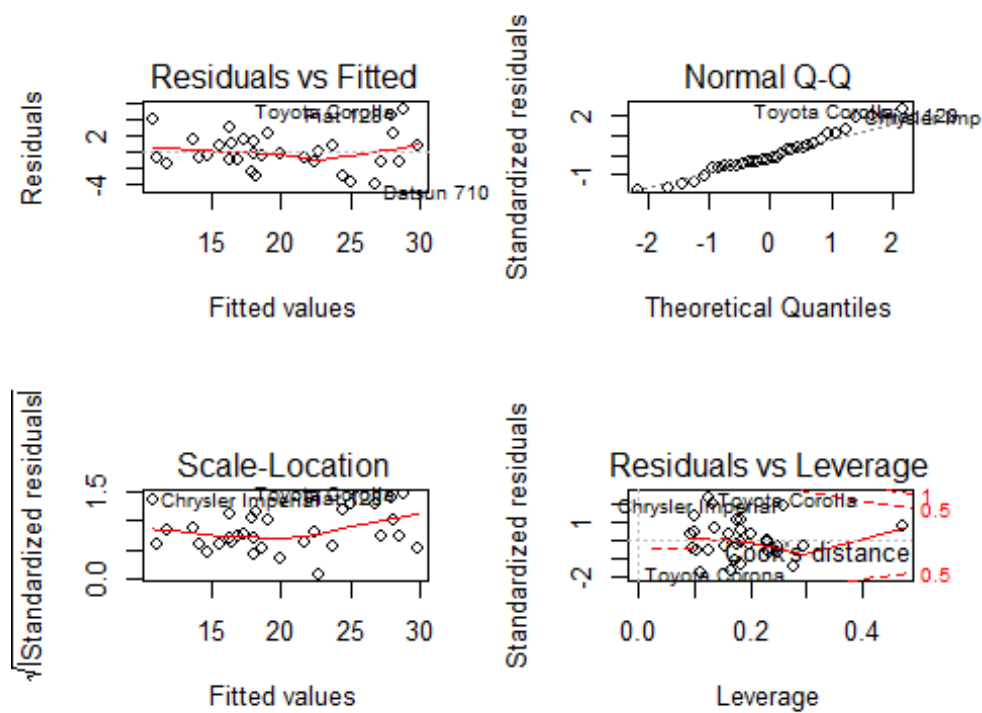 Residuals vs Fitted
Residuals
2
-4
Toyota Corolla
Fiat 128
Datsun 710
15 20 25 30
Fitted values
Normal Q-Q
Standardized residuals
2
-1
Toyota Corolla
Chrysler Imp
-2 -1 0 1 2
Theoretical Quantiles
Scale-Location
√|Standardized residuals|
1.5
0.0
Chrysler Imperial
Toyota Corolla
15 20 25 30
Fitted values
Residuals vs Leverage
Standardized residuals
1
-2
Chrysler Imperial
Toyota Corolla
Cook's distance
Toyota Corona
1
0.5
0.5
0.0 0.2 0.4
Leverage